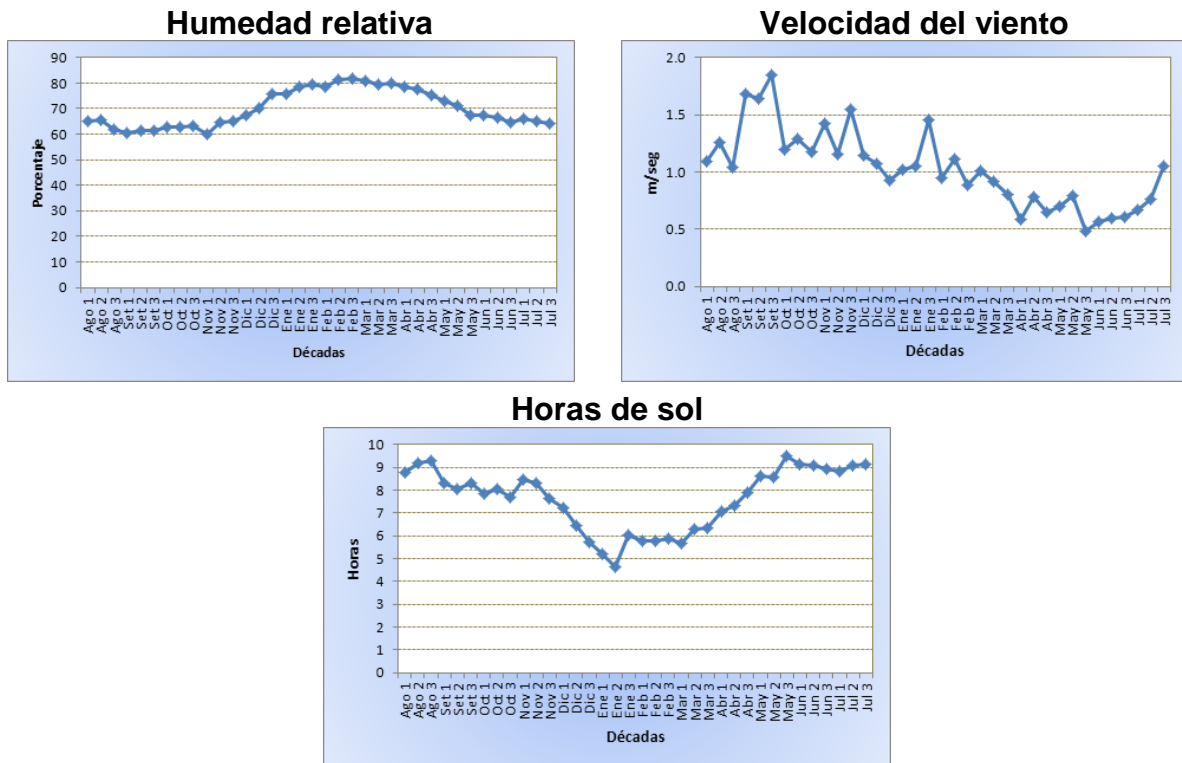 Humedad relativa
Porcentaje
90
80
70
60
50
40
30
20
10
0
Ago 1
Ago 2
Ago 3
Set 1
Set 2
Set 3
Oct 1
Oct 2
Oct 3
Nov 1
Nov 2
Nov 3
Dic 1
Dic 2
Dic 3
Ene 1
Ene 2
Ene 3
Feb 1
Feb 2
Feb 3
Mar 1
Mar 2
Mar 3
Abr 1
Abr 2
Abr 3
May 1
May 2
May 3
Jun 1
Jun 2
Jun 3
Jul 1
Jul 2
Jul 3
Décadas
Velocidad del viento
m/seg
2.0
1.5
1.0
0.5
0.0
Ago 1
Ago 2
Ago 3
Set 1
Set 2
Set 3
Oct 1
Oct 2
Oct 3
Nov 1
Nov 2
Nov 3
Dic 1
Dic 2
Dic 3
Ene 1
Ene 2
Ene 3
Feb 1
Feb 2
Feb 3
Mar 1
Mar 2
Mar 3
Abr 1
Abr 2
Abr 3
May 1
May 2
May 3
Jun 1
Jun 2
Jun 3
Jul 1
Jul 2
Jul 3
Décadas
Horas de sol
Horas
10
9
8
7
6
5
4
3
2
1
0
Ago 1
Ago 2
Ago 3
Set 1
Set 2
Set 3
Oct 1
Oct 2
Oct 3
Nov 1
Nov 2
Nov 3
Dic 1
Dic 2
Dic 3
Ene 1
Ene 2
Ene 3
Feb 1
Feb 2
Feb 3
Mar 1
Mar 2
Mar 3
Abr 1
Abr 2
Abr 3
May 1
May 2
May 3
Jun 1
Jun 2
Jun 3
Jul 1
Jul 2
Jul 3
Décadas